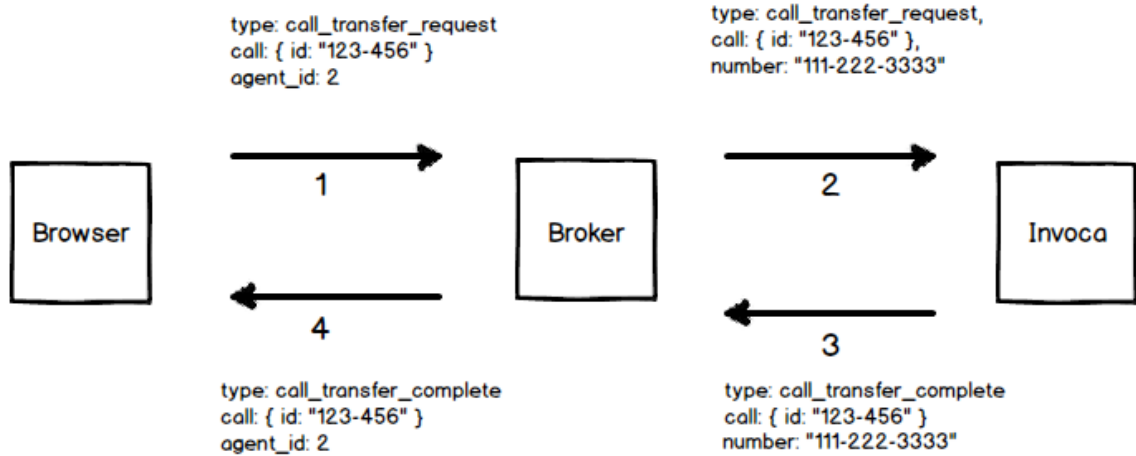 type: call_transfer_request
call: { id: "123-456" }
agent_id: 2
type: call_transfer_request,
call: { id: "123-456" },
number: "111-222-3333"
1
2
Browser
Broker
Invoca
4
3
type: call_transfer_complete
call: { id: "123-456" }
agent_id: 2
type: call_transfer_complete
call: { id: "123-456" }
number: "111-222-3333"